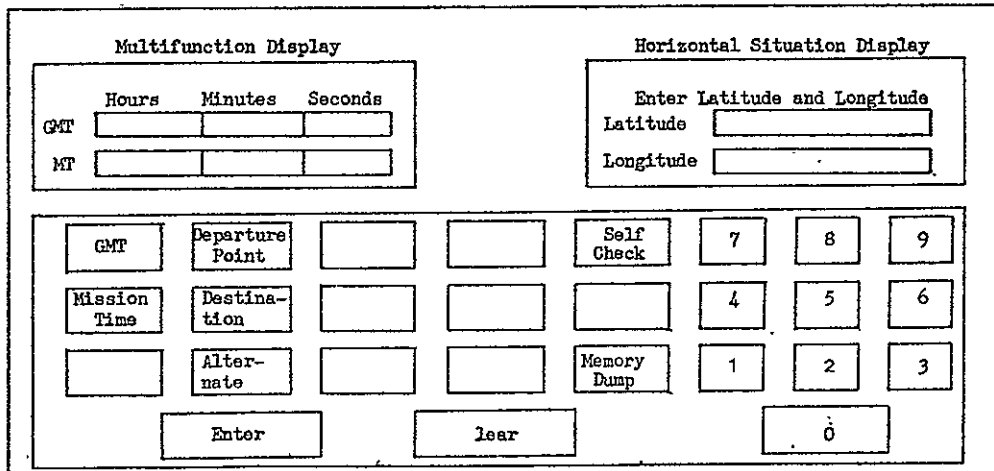 Multifunction Display
Horizontal Situation Display
Hours Minutes Seconds
GMT
MT
Enter Latitude and Longitude
Latitude
Longitude
GMT
Departure
Point
Self
Check
7
8
9
Mission
Time
Destina-
tion
4
5
6
Alter-
nate
Memory
Dump
1
2
3
Enter
lear
0